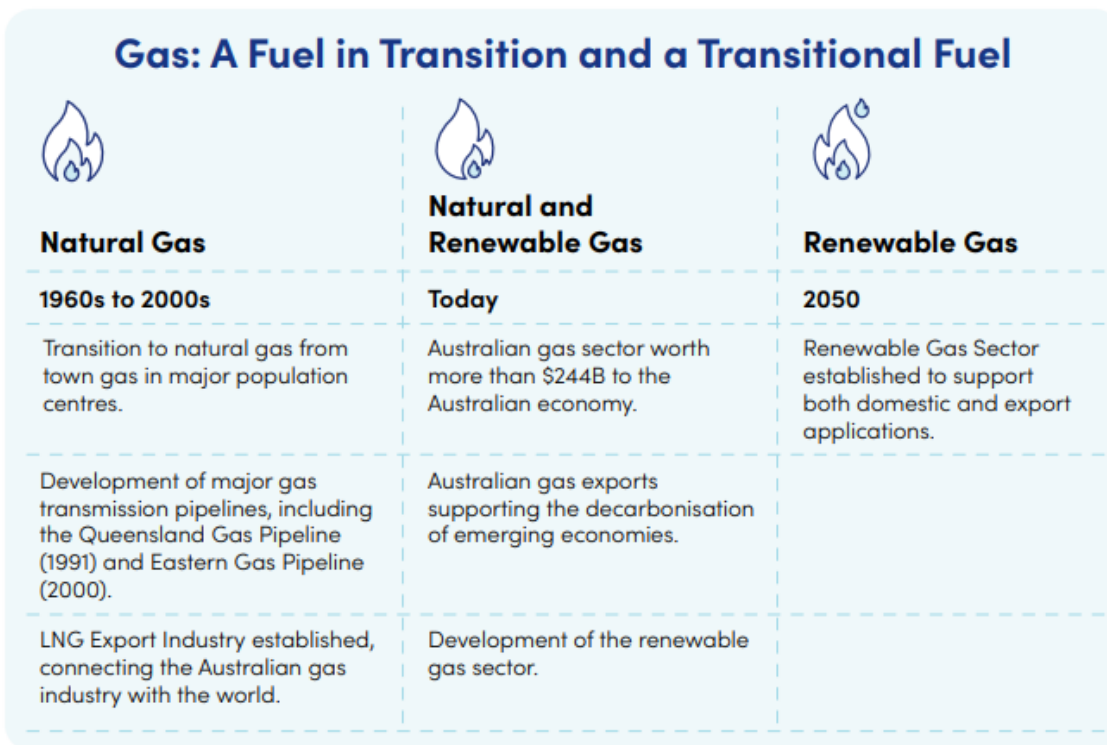 Gas: A Fuel in Transition and a Transitional Fuel
Natural Gas
Natural and
Renewable Gas
Renewable Gas
1960s to 2000s
Today
2050
Transition to natural gas from
town gas in major population
centres.
Australian gas sector worth
more than $244B to the
Australian economy.
Renewable Gas Sector
established to support
both domestic and export
applications.
Development of major gas
transmission pipelines, including
the Queensland Gas Pipeline
(1991) and Eastern Gas Pipeline
(2000).
Australian gas exports
supporting the decarbonisation
of emerging economies.
LNG Export Industry established,
connecting the Australian gas
industry with the world.
Development of the renewable
gas sector.